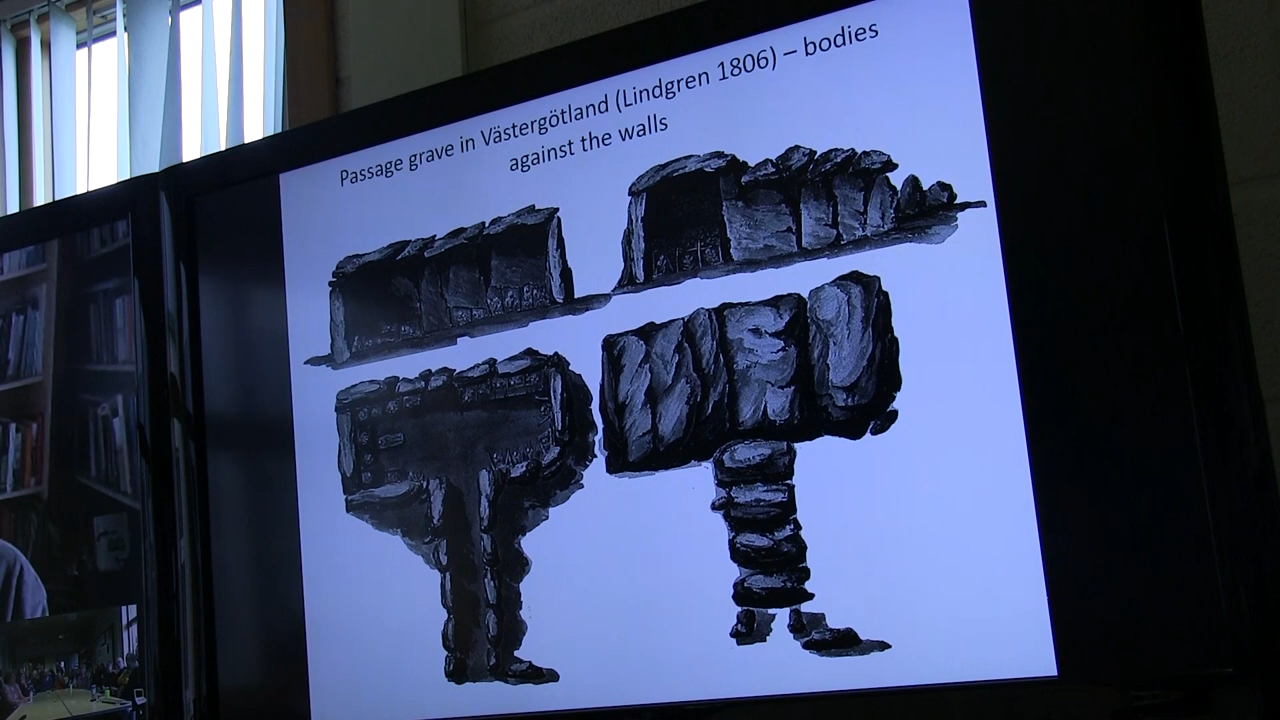 Passage grave in Västergötland (Lindgren 1806) – bodies
against the walls